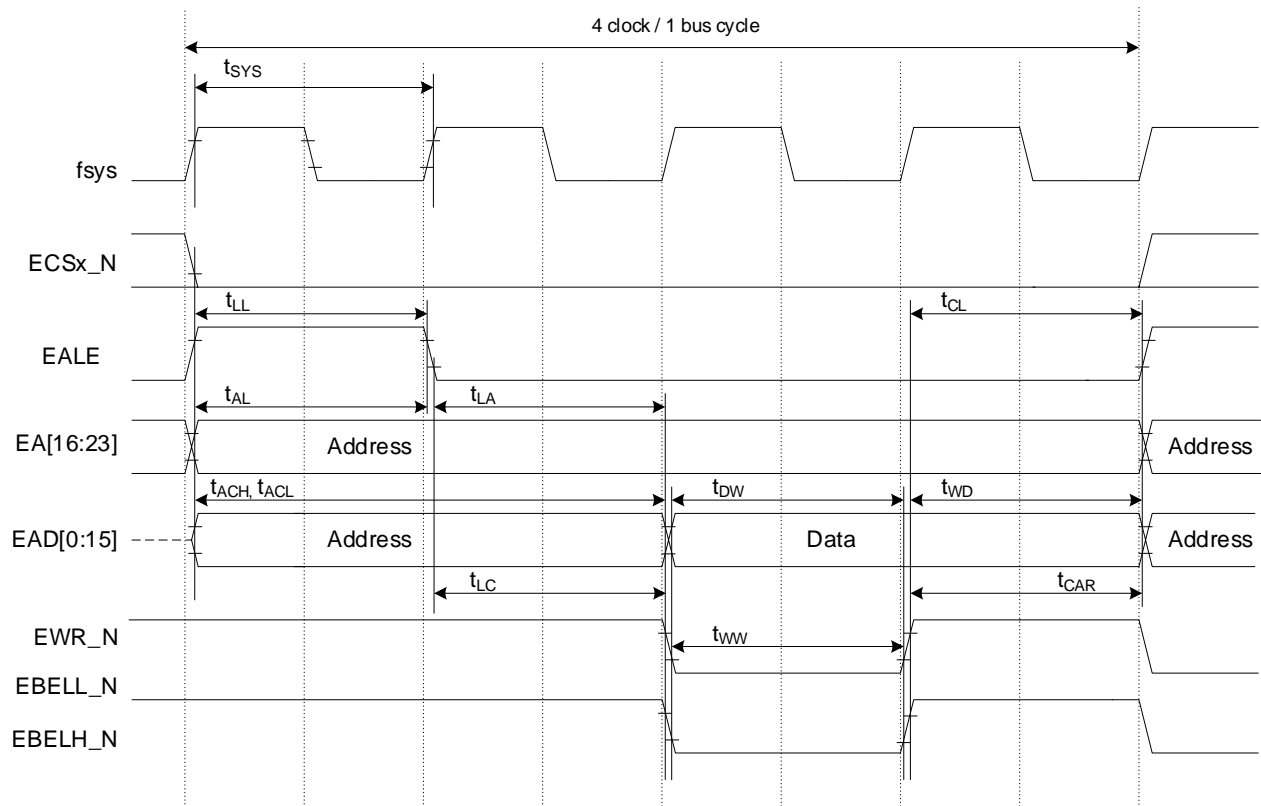 4 clock / 1 bus cycle
tSYS
fsys
ECSx_N
tLL
tCL
EALE
tAL
tLA
EA[16:23]
Address
Address
tACH, tACL
tDW
tWD
EAD[0:15]
Address
Data
Address
tLC
tCAR
EWR_N
tWW
EBELL_N
EBELH_N